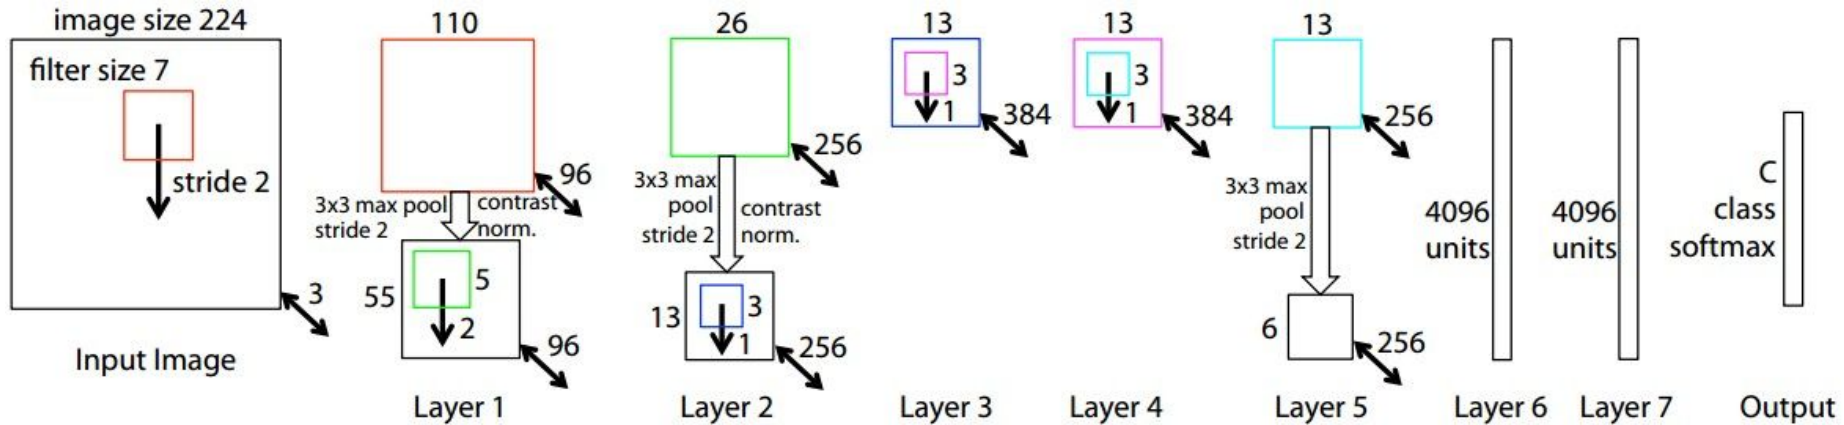 image size 224
filter size 7
stride 2
3
Input Image
110
96
3x3 max pool
stride 2
contrast
norm.
55
5
2
96
Layer 1
26
256
3x3 max
pool
stride 2
contrast
norm.
13
3
1
256
Layer 2
13
3
1
384
Layer 3
13
3
1
384
Layer 4
13
256
3x3 max
pool
stride 2
6
256
Layer 5
4096
units
Layer 6
4096
units
Layer 7
C
class
softmax
Output